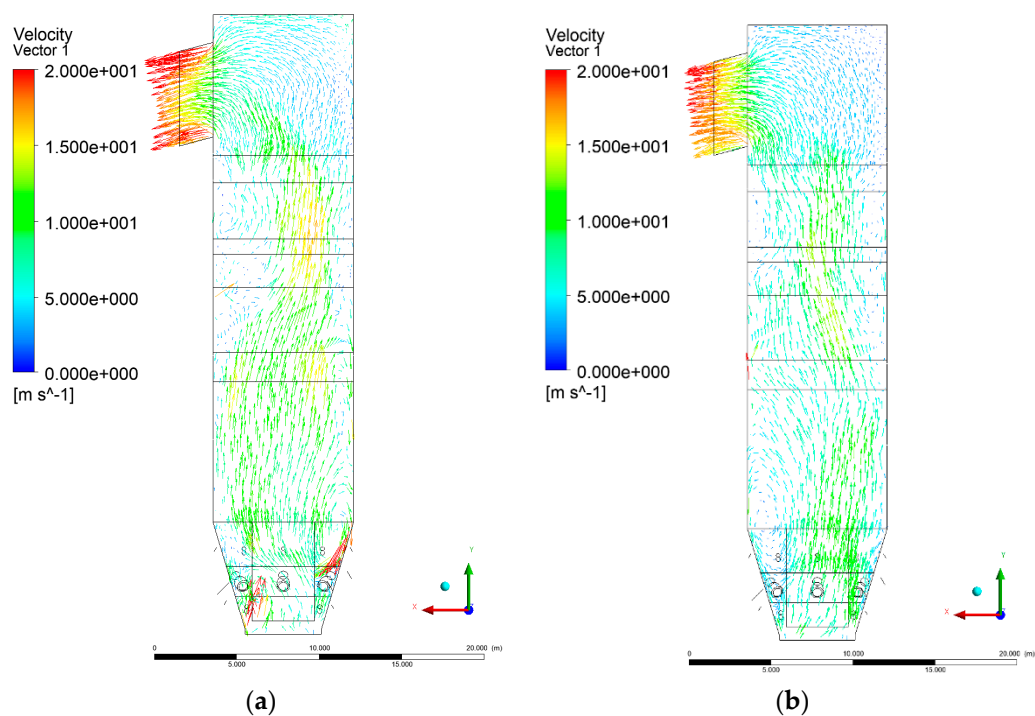 Velocity
Vector 1
2.000e+001
1.500e+001
1.000e+001
5.000e+000
0.000e+000
[m s^-1]
Y
X
Z
0
10.000
20.000 (m)
5.000
15.000
(a)
Velocity
Vector 1
2.000e+001
1.500e+001
1.000e+001
5.000e+000
0.000e+000
[m s^-1]
Y
X
0
10.000
20.000 (m)
5.000
15.000
(b)